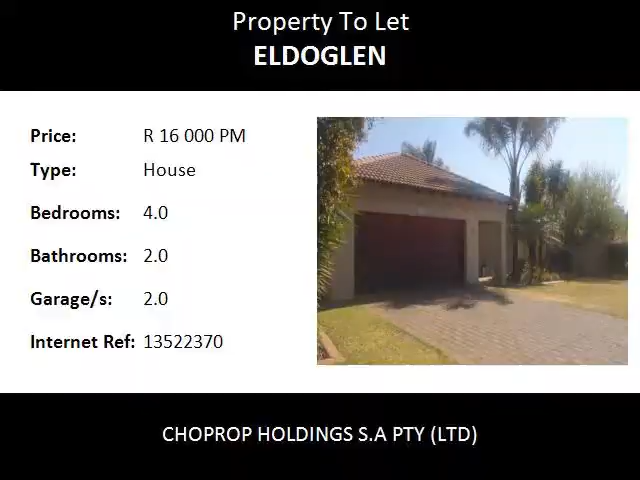 Property To Let
ELDOGLEN
Price: R 16 000 PM
Type: House
Bedrooms: 4.0
Bathrooms: 2.0
Garage/s: 2.0
Internet Ref: 13522370
CHOPROP HOLDINGS S.A PTY (LTD)